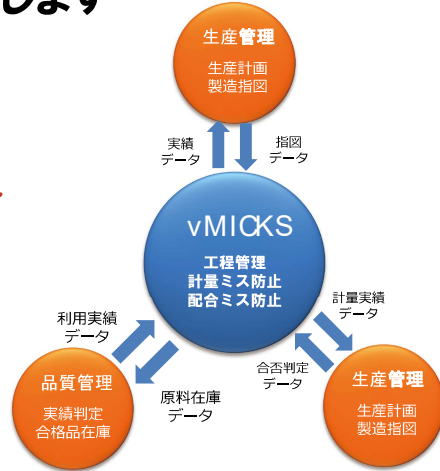 します
生産管理
生産計画
製造指図
実績
データ
指図
データ
vMICKS
工程管理
計量ミス防止
配合ミス防止
利用実績
データ
計量実績
データ
合否判定
データ
原料在庫
データ
品質管理
実績判定
合格品在庫
生産管理
生産計画
製造指図